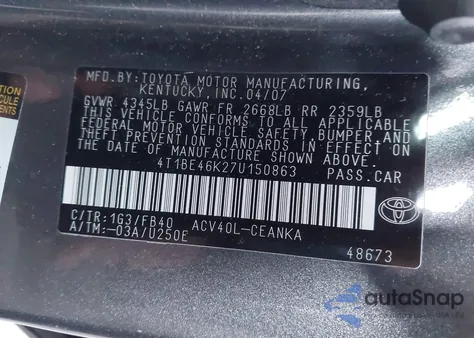 MFD.BY:TOYOTA MOTOR MANUFACTURING,
KENTUCKY,INC.04/07
GVWR 4345LB GAWR FR 2668LB RR 2359LB
THIS VEHICLE CONFORMS TO ALL APPLICABLE
FEDERAL MOTOR VEHICLE SAFETY,BUMPER,AND
THEFT PREVENTION STANDARDS IN EFFECT ON
THE DATE OF MANUFACTURE SHOWN ABOVE.
4T1BE46K27U150863 PASS.CAR
C/TR:1G3/FB40 ACV40L-CEANKA
A/TM:-03A/U250E
TOYOTA
48673
VEHICLE
autoSnap